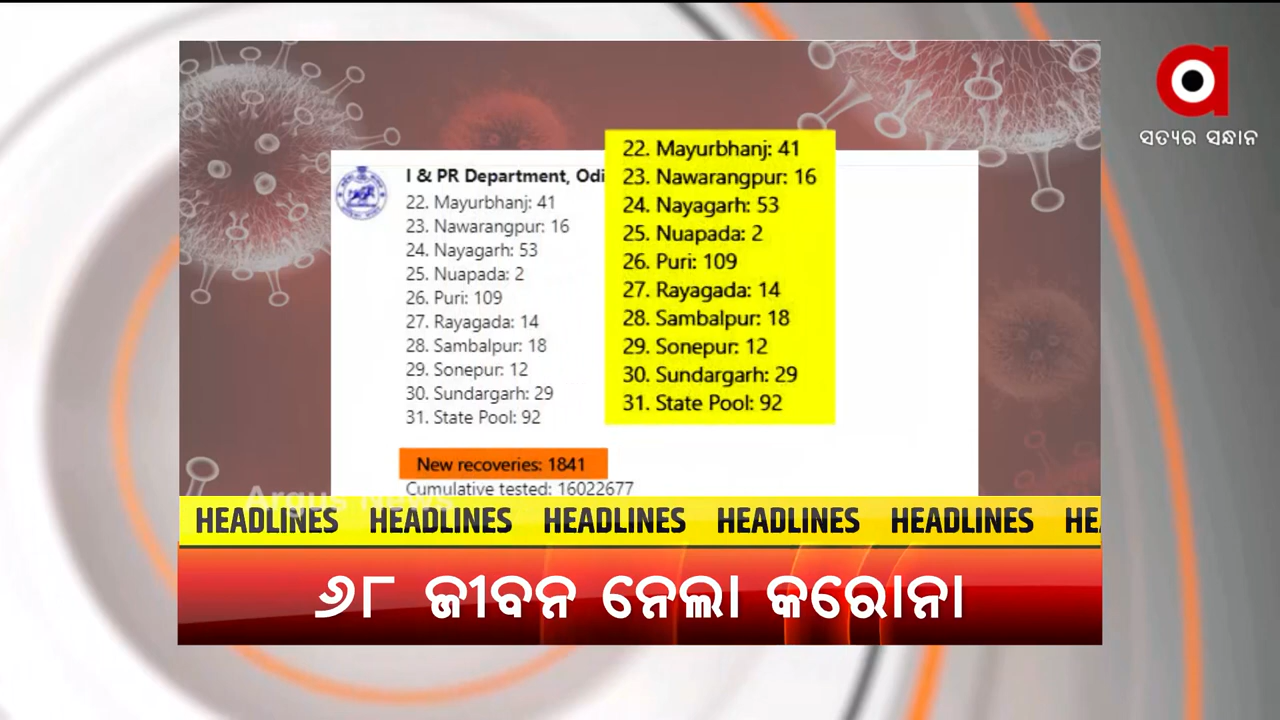 ସତ୍ୟର ସନ୍ଧାନ
I & PR Department, Odi
22. Mayurbhanj: 41
23. Nawarangpur: 16
24. Nayagarh: 53
25. Nuapada: 2
26. Puri: 109
27. Rayagada: 14
28. Sambalpur: 18
29. Sonepur: 12
30. Sundargarh: 29
31. State Pool: 92
22. Mayurbhanj: 41
23. Nawarangpur: 16
24. Nayagarh: 53
25. Nuapada: 2
26. Puri: 109
27. Rayagada: 14
28. Sambalpur: 18
29. Sonepur: 12
30. Sundargarh: 29
31. State Pool: 92
New recoveries: 1841
Cumulative tested: 16022677
Argus News
HEADLINES HEADLINES HEADLINES HEADLINES HEADLINES HEA
୬୮ ଜୀବନ ନେଲା କରୋନା